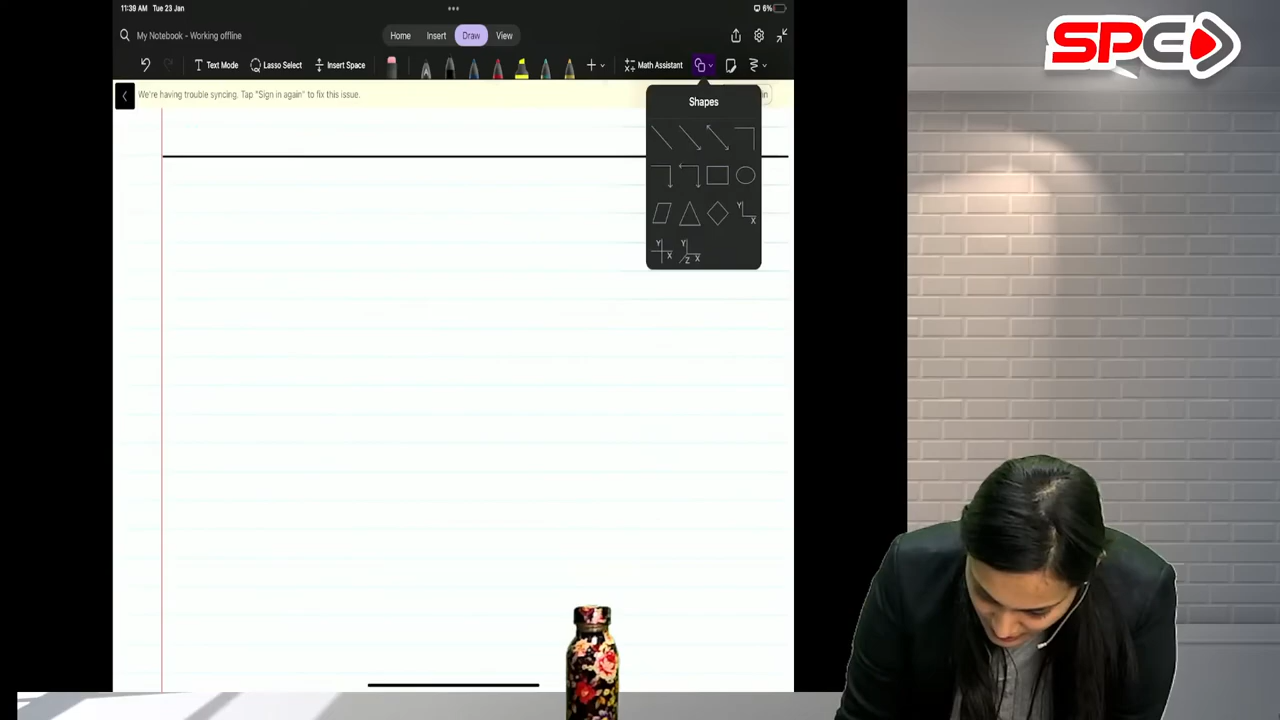 11:39 AM Tue 23 Jan
6%
My Notebook - Working offline
Home Insert Draw View
Text Mode Lasso Select Insert Space Math Assistant
We're having trouble syncing. Tap "Sign in again" to fix this issue.
Shapes
Y X
Y X
Y Z X
SPE